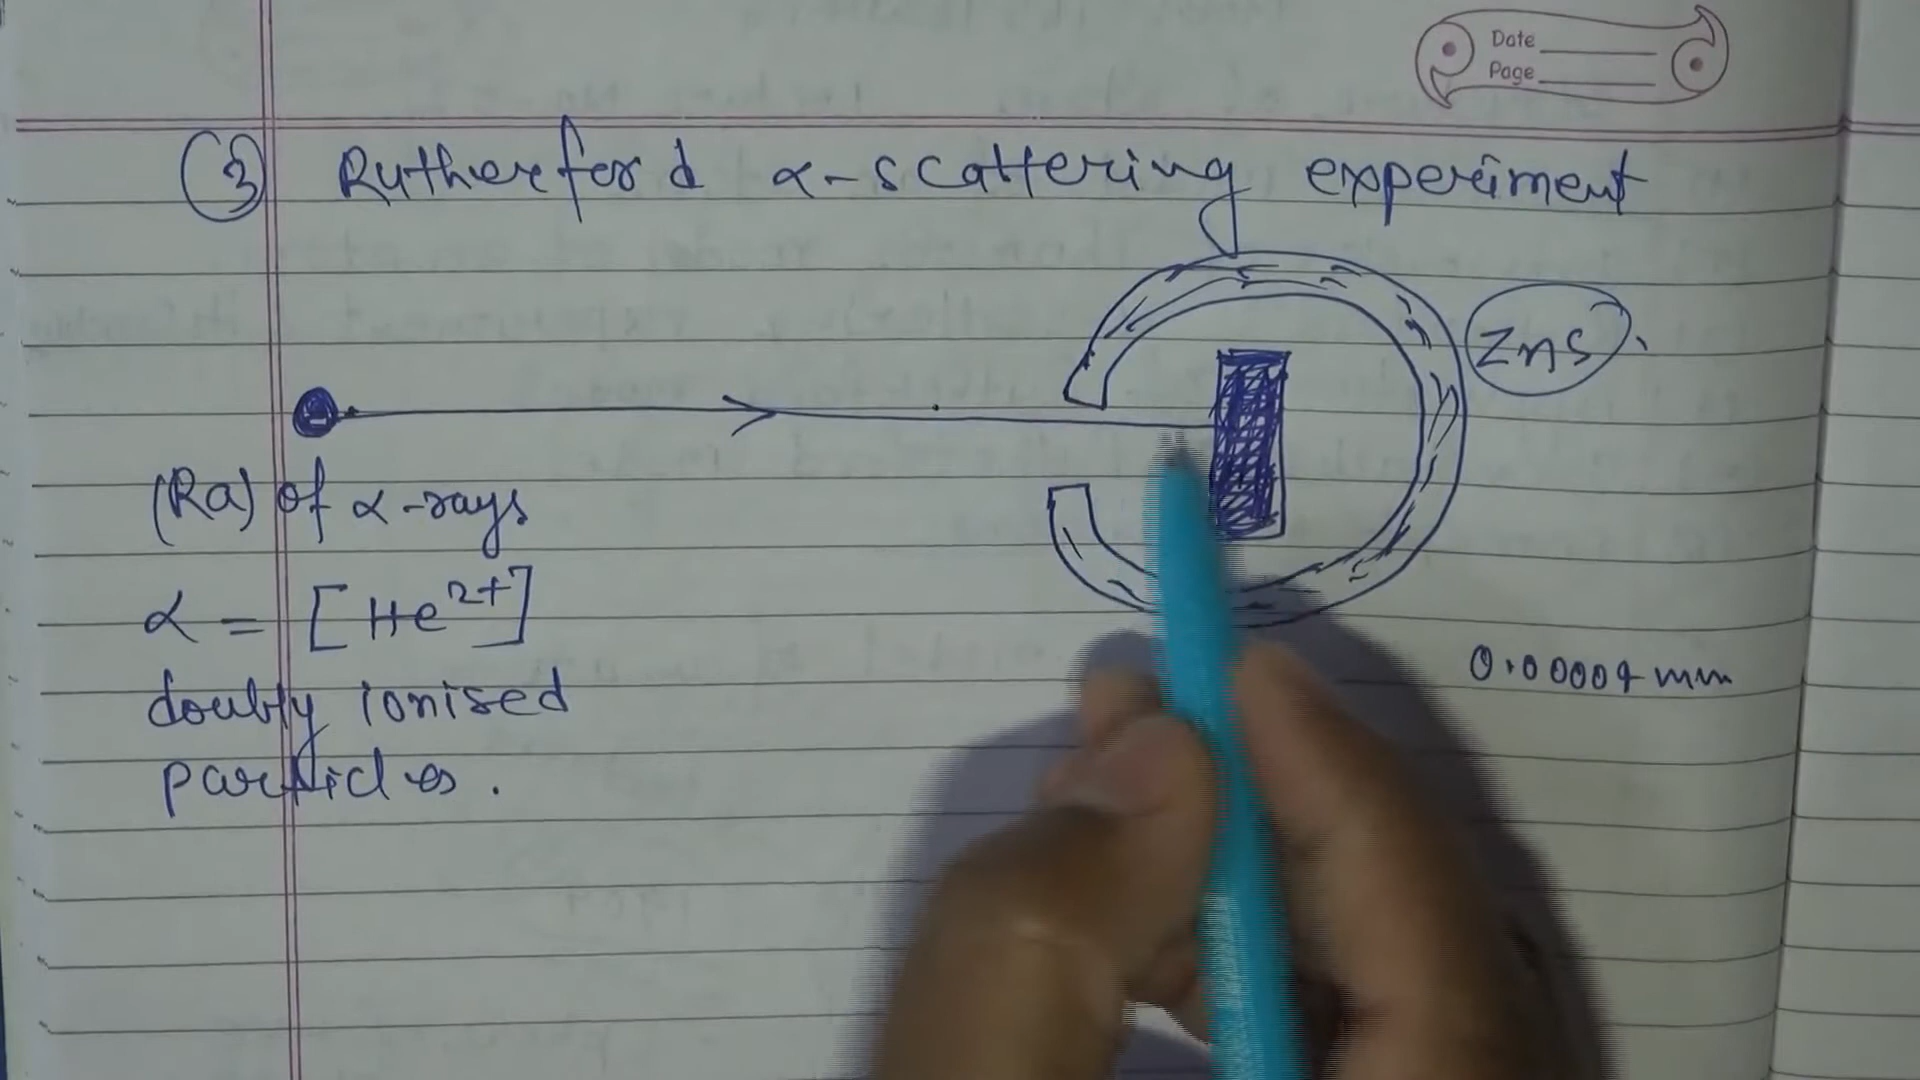 Date
Page
③ Rutherford α-scattering experiment
ZnS.
(Ra) of α-rays
α = [He²⁺]
0.00004 mm
doubly ionised
particles.